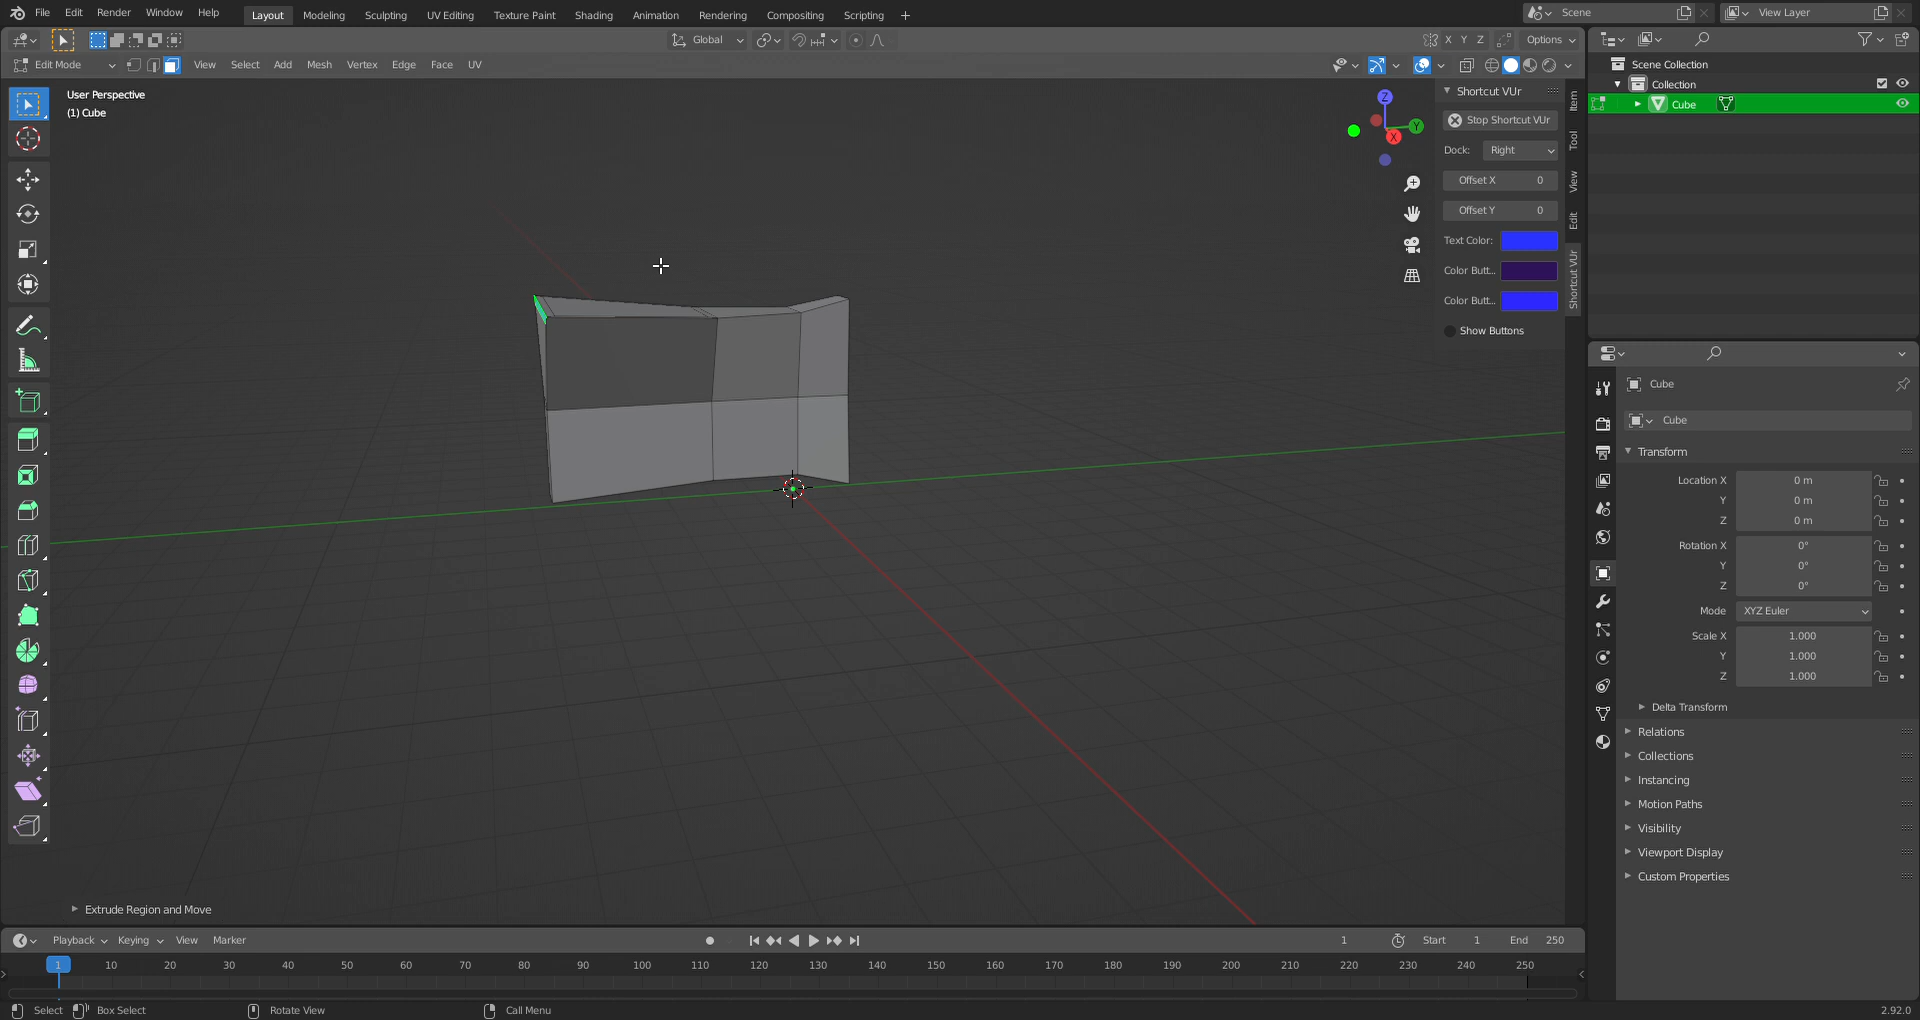 File Edit Render Window Help Layout Modeling Sculpting UV Editing Texture Paint Shading Animation Rendering Compositing Scripting + Scene View Layer
Global X Y Z Options
Edit Mode View Select Add Mesh Vertex Edge Face UV
User Perspective
(1) Cube
Z
Y
X
Shortcut VUr
Stop Shortcut VUr
Dock: Right
Offset X 0
Offset Y 0
Text Color:
Color Butt..
Color Butt..
Show Buttons
Item
Tool
View
Edit
Shortcut VUr
Scene Collection
Collection
Cube
Cube
Cube
Transform
Location X 0 m
Y 0 m
Z 0 m
Rotation X 0°
Y 0°
Z 0°
Mode XYZ Euler
Scale X 1.000
Y 1.000
Z 1.000
Delta Transform
Relations
Collections
Instancing
Motion Paths
Visibility
Viewport Display
Custom Properties
Extrude Region and Move
Playback Keying View Marker 1 Start 1 End 250
1 10 20 30 40 50 60 70 80 90 100 110 120 130 140 150 160 170 180 190 200 210 220 230 240 250
Select Box Select Rotate View Call Menu 2.92.0